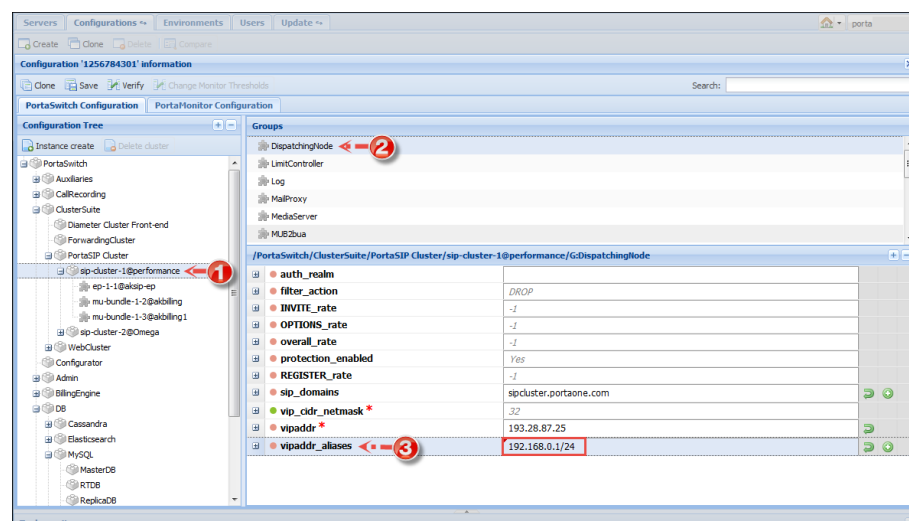 Servers Configurations Environments Users Update porta
Create Clone Delete Compare
Configuration '1256784301' information
Clone Save Verify Change Monitor Thresholds Search:
PortaSwitch Configuration PortaMonitor Configuration
Configuration Tree
Instance create Delete cluster
PortaSwitch
Auxiliaries
CallRecording
ClusterSuite
Diameter Cluster Front-end
ForwardingCluster
PortaSIP Cluster
sip-cluster-1@performance 1
ep-1-1@aksip-ep
mu-bundle-1-2@akbilling
mu-bundle-1-3@akbilling1
sip-cluster-2@Omega
WebCluster
Configurator
Admin
BillingEngine
DB
Cassandra
Elasticsearch
MySQL
MasterDB
RTDB
ReplicaDB
Groups
DispatchingNode 2
LimitController
Log
MailProxy
MediaServer
MUB2bua
/PortaSwitch/ClusterSuite/PortaSIP Cluster/sip-cluster-1@performance/G:DispatchingNode
auth_realm
filter_action DROP
INVITE_rate -1
OPTIONS_rate -1
overall_rate -1
protection_enabled Yes
REGISTER_rate -1
sip_domains sipcluster.portaone.com
vip_cidr_netmask * 32
vipaddr * 193.28.87.25
vipaddr_aliases 3 192.168.0.1/24